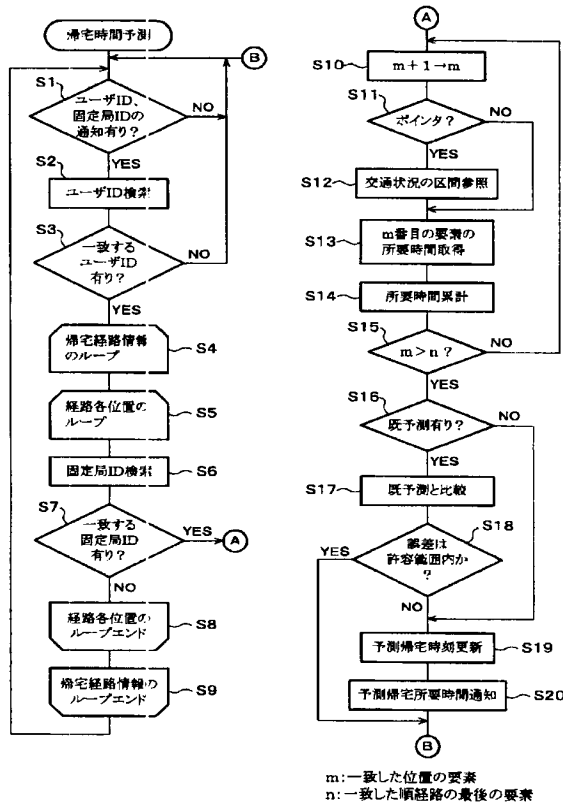 帰宅時間予測
B
S1
ユーザID、
固定局IDの
通知有り?
NO
YES
S2
ユーザID検索
S3
一致する
ユーザID
有り?
NO
YES
帰宅経路情報
のループ
S4
経路各位置の
ループ
S5
固定局ID検索
S6
S7
一致する
固定局ID
有り?
YES
A
NO
経路各位置の
ループエンド
S8
帰宅経路情報の
ループエンド
S9
A
S10
m+1→m
S11
ポインタ?
NO
YES
S12
交通状況の区間参照
S13
m番目の要素の
所要時間取得
S14
所要時間累計
S15
m>n?
NO
YES
S16
既予測有り?
NO
YES
S17
既予測と比較
S18
誤差は
許容範囲内か
?
YES
NO
予測帰宅時刻更新
S19
予測帰宅所要時間通知
S20
B
m:一致した位置の要素
n:一致した順経路の最後の要素